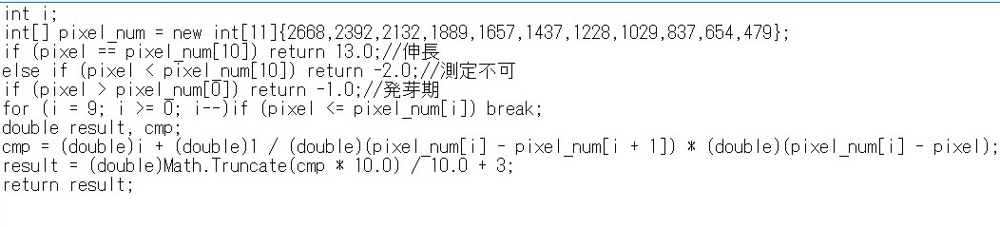 int i;
int[] pixel_num = new int[11]{2668,2392,2132,1889,1657,1437,1228,1029,837,654,479};
if (pixel == pixel_num[10]) return 13.0;//伸長
else if (pixel < pixel_num[10]) return -2.0;//測定不可
if (pixel > pixel_num[0]) return -1.0;//発芽期
for (i = 9; i >= 0; i--)if (pixel <= pixel_num[i]) break;
double result, cmp;
cmp = (double)i + (double)1 / (double)(pixel_num[i] - pixel_num[i + 1]) * (double)(pixel_num[i] - pixel);
result = (double)Math.Truncate(cmp * 10.0) / 10.0 + 3;
return result;